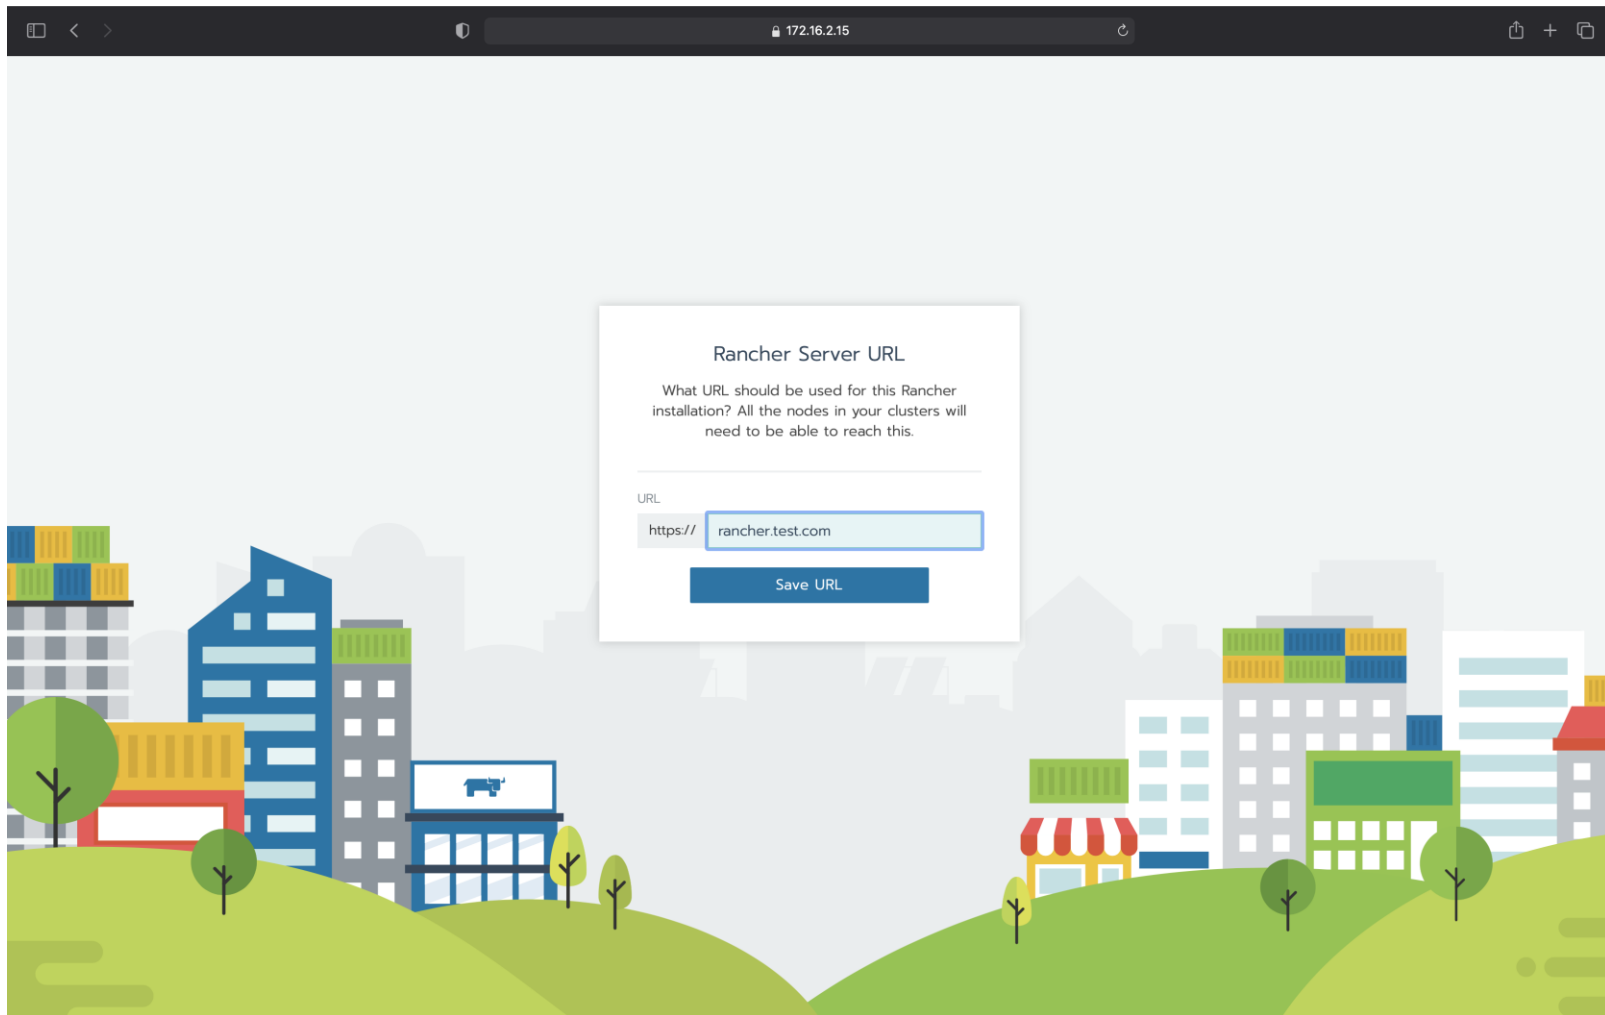 172.16.2.15
Rancher Server URL
What URL should be used for this Rancher
installation? All the nodes in your clusters will
need to be able to reach this.
URL
https:// rancher.test.com
Save URL